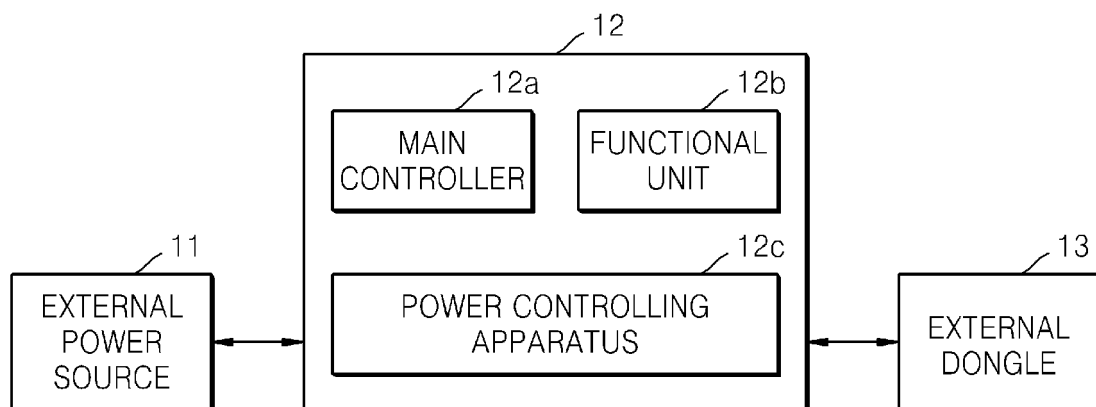 12
12a
12b
MAIN
CONTROLLER
FUNCTIONAL
UNIT
11
12c
13
EXTERNAL
POWER
SOURCE
POWER CONTROLLING
APPARATUS
EXTERNAL
DONGLE